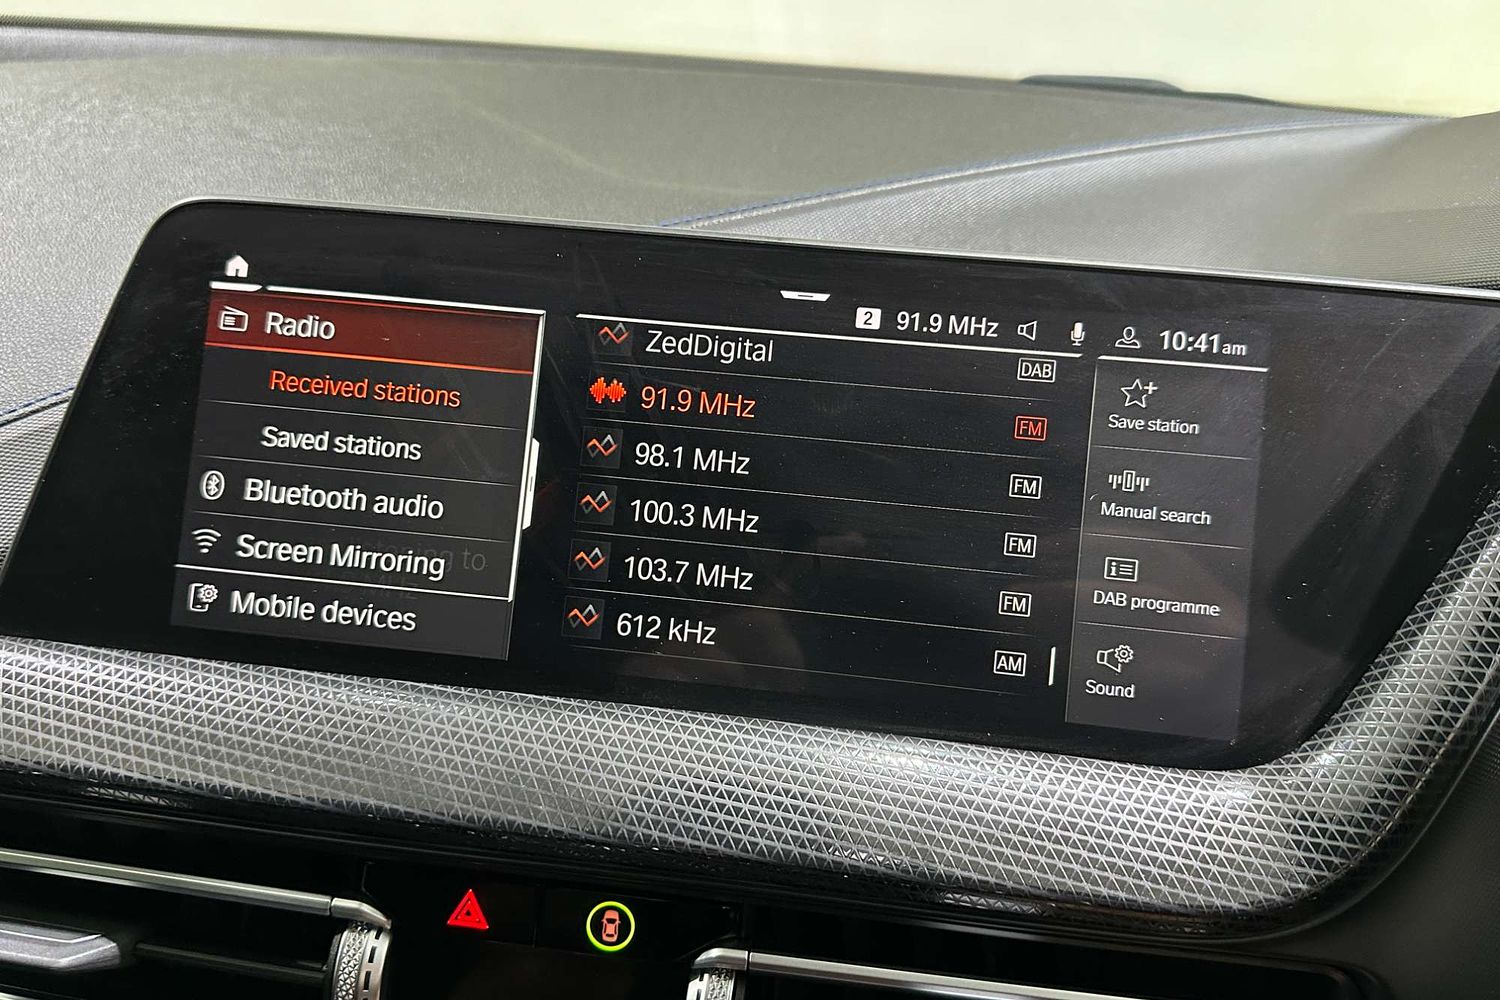 2 91.9 MHz
10:41am
Radio
Received stations
Saved stations
Bluetooth audio
Screen Mirroring
Mobile devices
ZedDigital DAB
91.9 MHz FM
98.1 MHz FM
100.3 MHz FM
103.7 MHz FM
612 kHz AM
Save station
Manual search
DAB programme
Sound